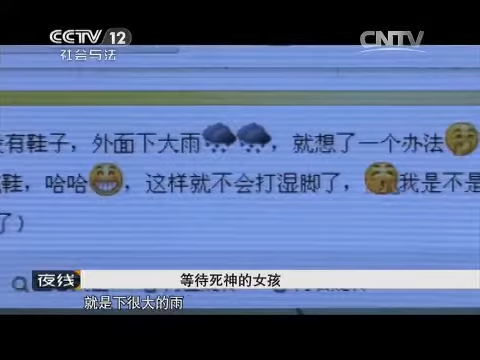 CCTV 12
社会与法
CNTV
有鞋子，外面下大雨🌧🌧，就想了一个办法
鞋，哈哈😁，这样就不会打湿脚了，我是不是
了）
夜线
等待死神的女孩
就是下很大的雨